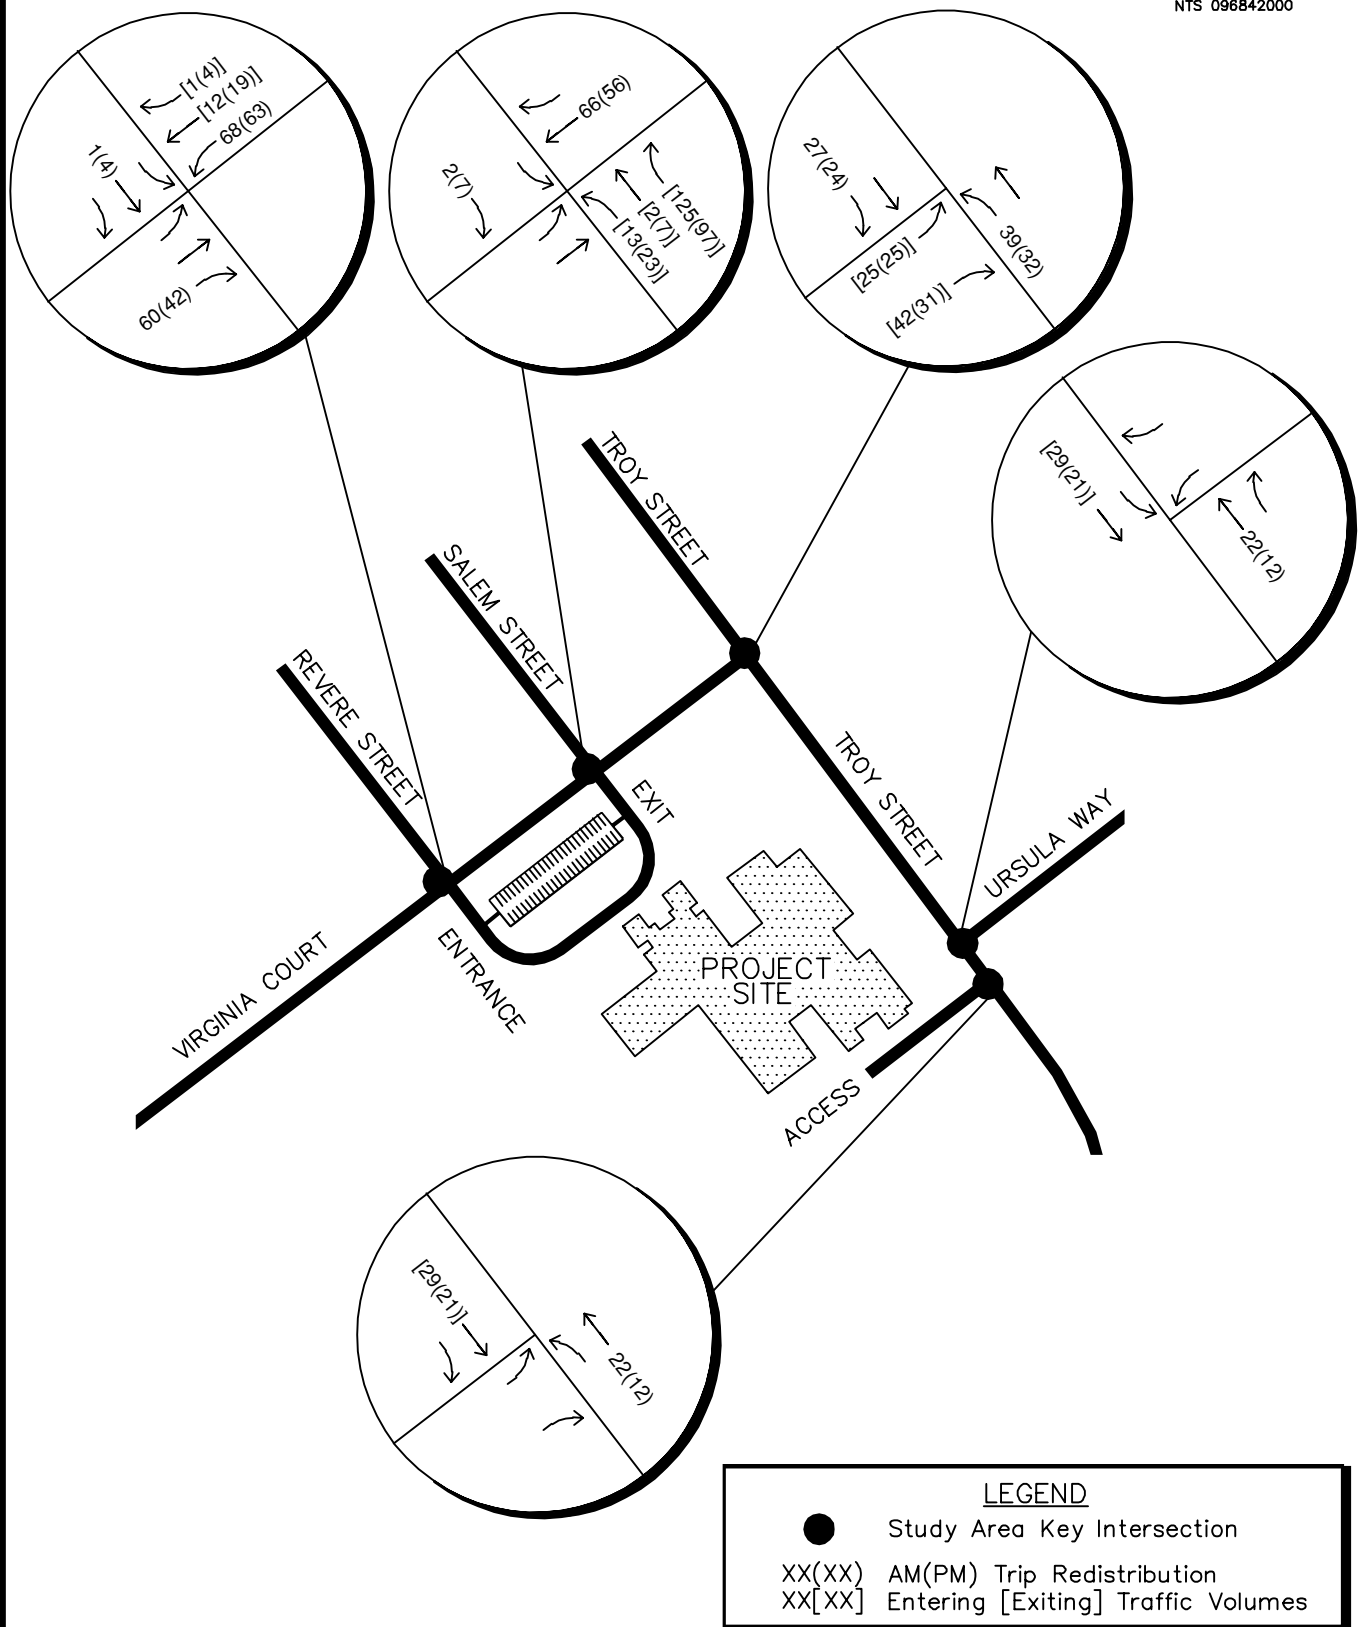 NTS 096842000
[1(4)]
[12(19)]
68(63)
1(4)
60(42)
66(56)
2(7)
[125(97)]
[2(7)]
[13(23)]
27(24)
[25(25)]
[42(31)]
39(32)
[29(21)]
22(12)
TROY STREET
SALEM STREET
REVERE STREET
TROY STREET
EXIT
URSULA WAY
ENTRANCE
VIRGINIA COURT
PROJECT
SITE
ACCESS
[29(21)]
22(12)
LEGEND
Study Area Key Intersection
XX(XX) AM(PM) Trip Redistribution
XX[XX] Entering [Exiting] Traffic Volumes